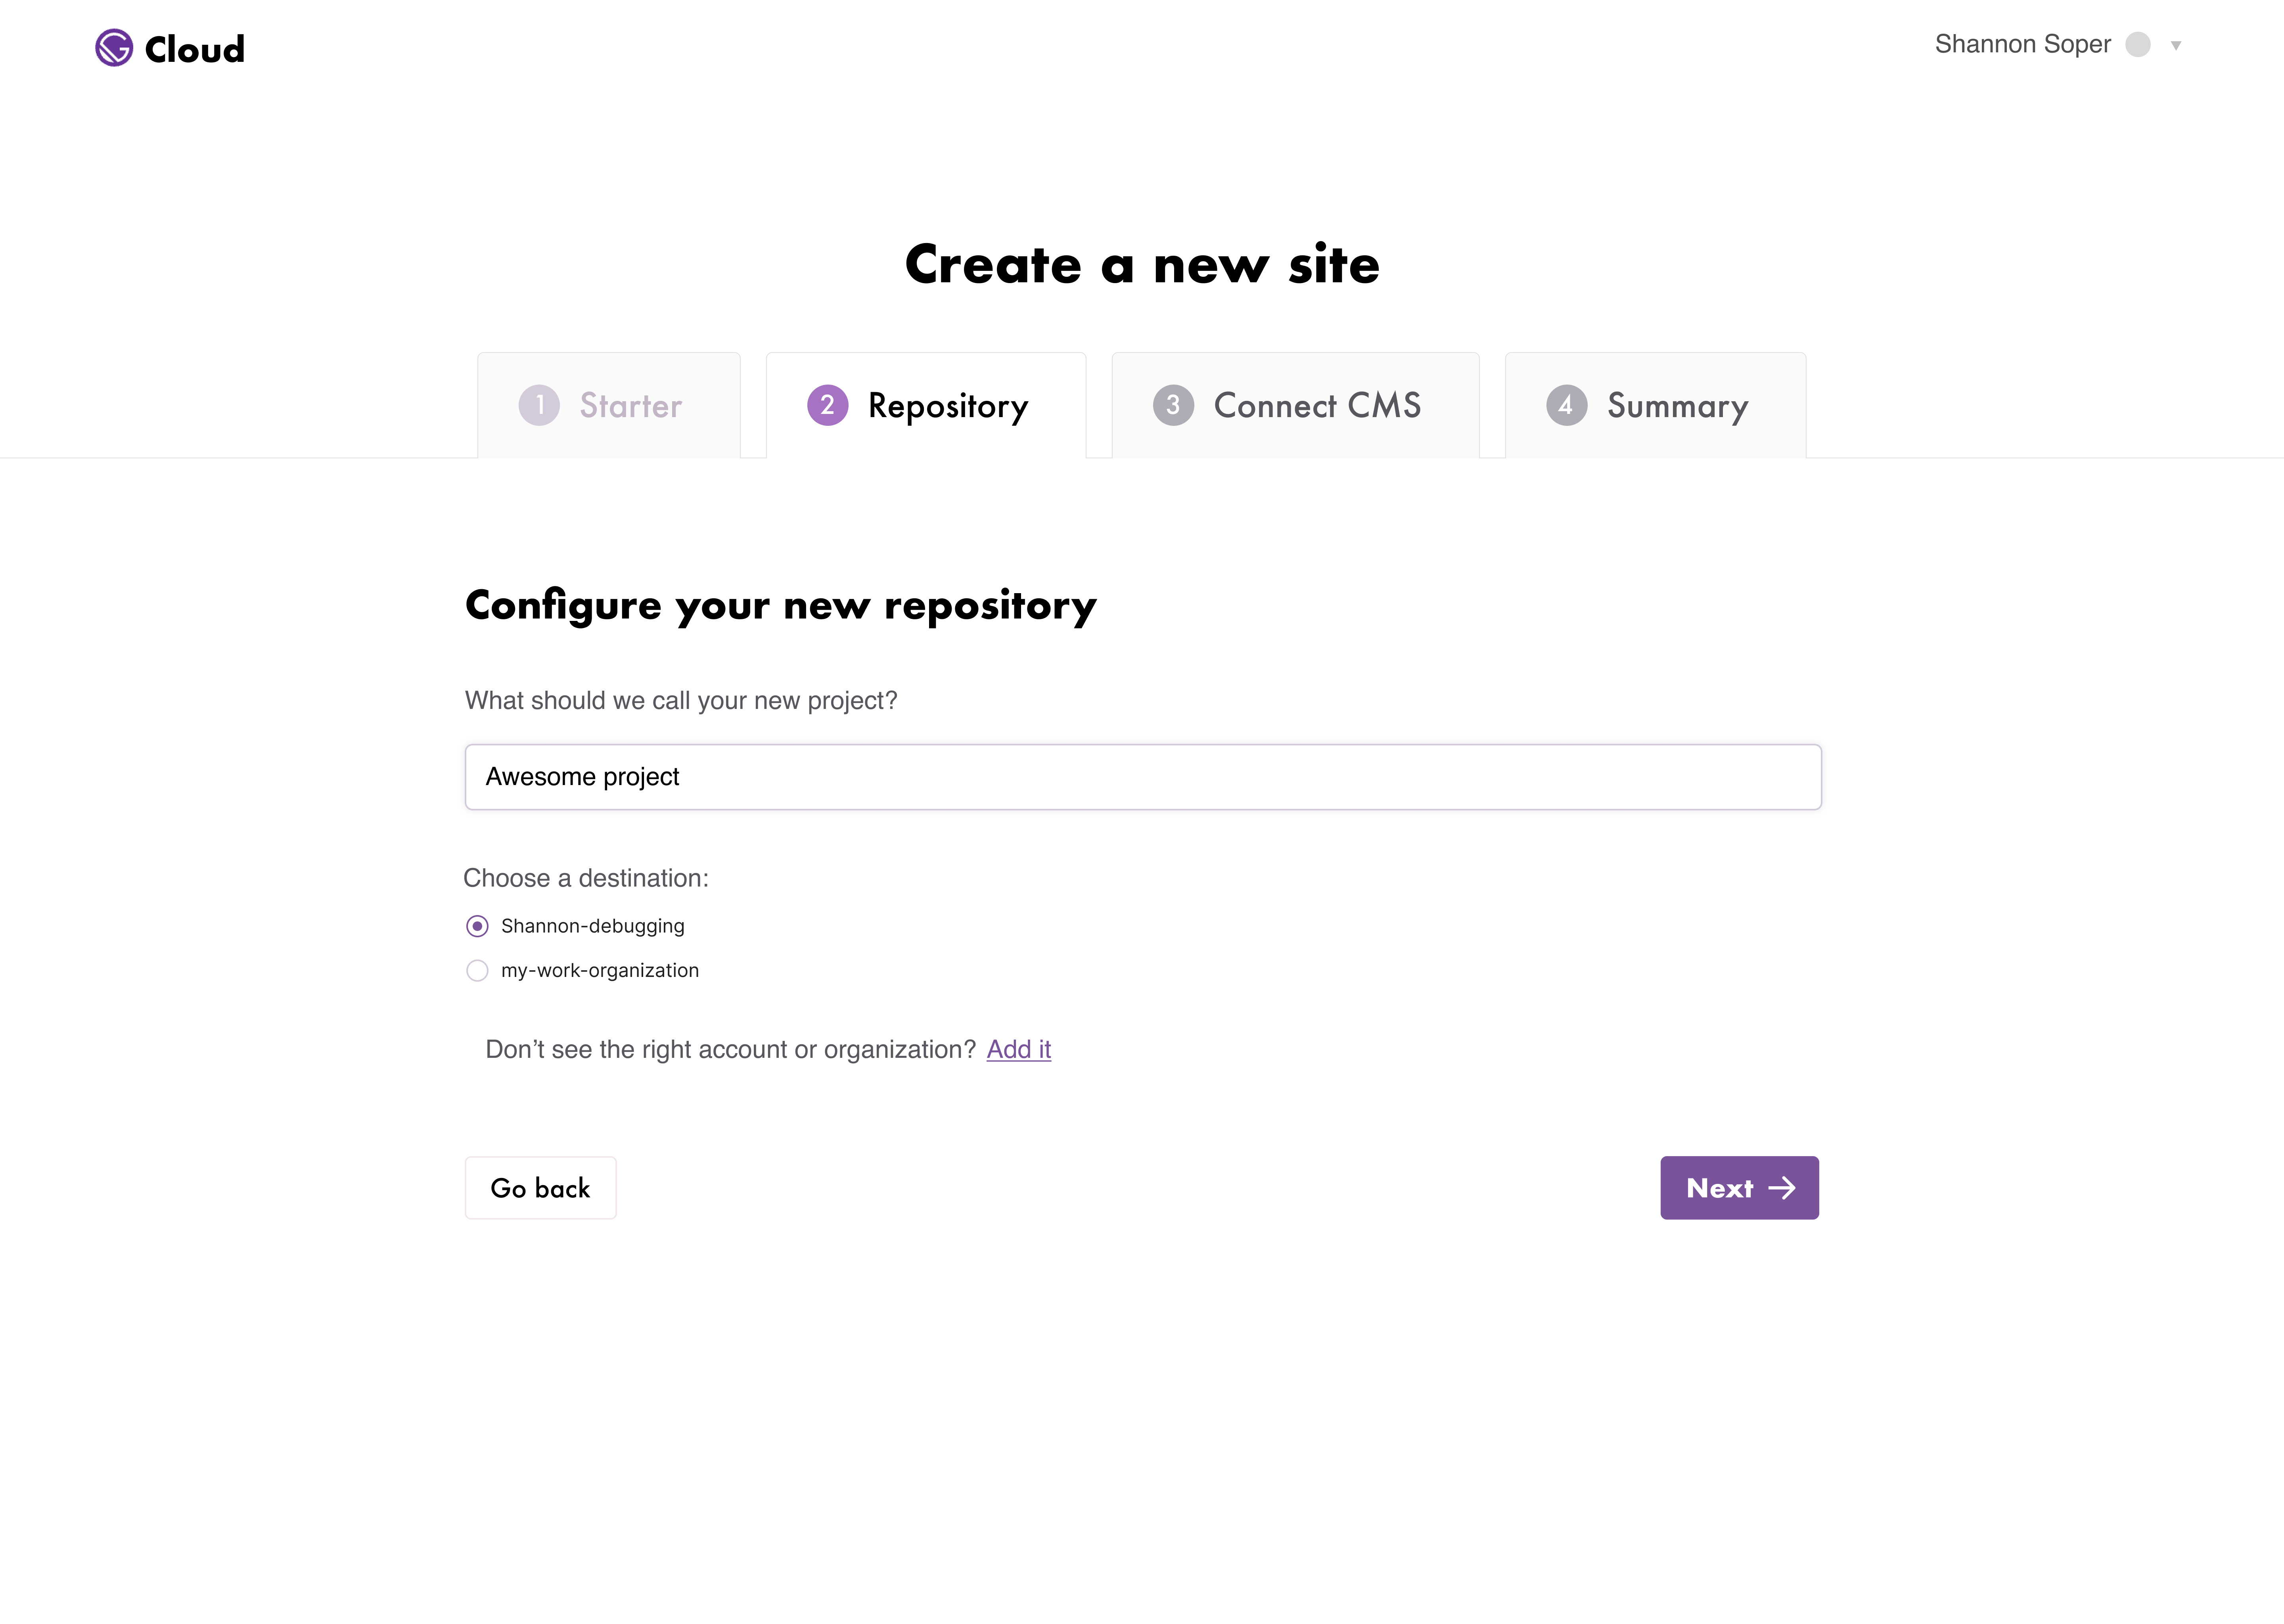 Cloud
Shannon Soper
Create a new site
1 Starter
2 Repository
3 Connect CMS
4 Summary
Configure your new repository
What should we call your new project?
Awesome project
Choose a destination:
Shannon-debugging
my-work-organization
Don’t see the right account or organization? Add it
Go back
Next →